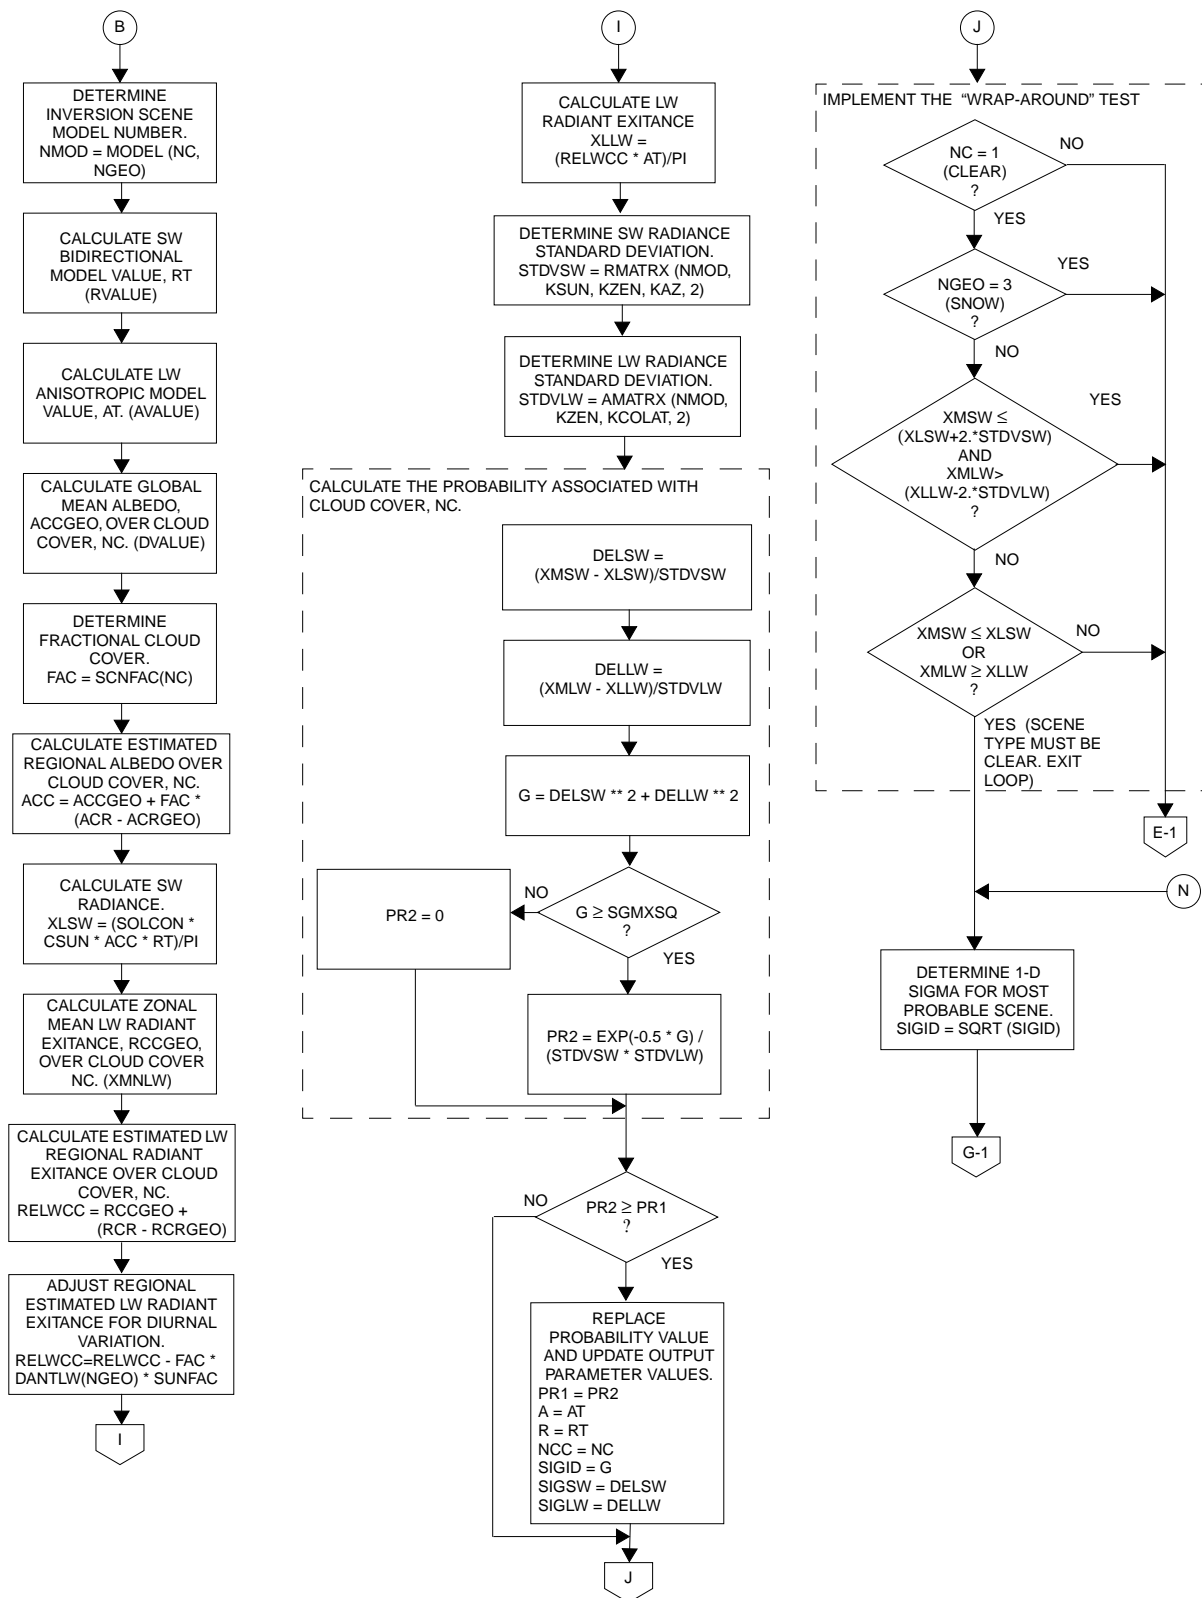 B
DETERMINE
INVERSION SCENE
MODEL NUMBER.
NMOD = MODEL (NC,
NGEO)
CALCULATE SW
BIDIRECTIONAL
MODEL VALUE, RT
(RVALUE)
CALCULATE LW
ANISOTROPIC MODEL
VALUE, AT. (AVALUE)
CALCULATE GLOBAL
MEAN ALBEDO,
ACCGEO, OVER CLOUD
COVER, NC. (DVALUE)
DETERMINE
FRACTIONAL CLOUD
COVER.
FAC = SCNFAC(NC)
CALCULATE ESTIMATED
REGIONAL ALBEDO OVER
CLOUD COVER, NC.
ACC = ACCGEO + FAC *
(ACR - ACRGEO)
CALCULATE SW
RADIANCE.
XLSW = (SOLCON *
CSUN * ACC * RT)/PI
CALCULATE ZONAL
MEAN LW RADIANT
EXITANCE, RCCGEO,
OVER CLOUD COVER
NC. (XMNLW)
CALCULATE ESTIMATED LW
REGIONAL RADIANT
EXITANCE OVER CLOUD
COVER, NC.
RELWCC = RCCGEO +
(RCR - RCRGEO)
ADJUST REGIONAL
ESTIMATED LW RADIANT
EXITANCE FOR DIURNAL
VARIATION.
RELWCC=RELWCC - FAC *
DANTLW(NGEO) * SUNFAC
I
I
CALCULATE LW
RADIANT EXITANCE
XLLW =
(RELWCC * AT)/PI
DETERMINE SW RADIANCE
STANDARD DEVIATION.
STDVSW = RMATRX (NMOD,
KSUN, KZEN, KAZ, 2)
DETERMINE LW RADIANCE
STANDARD DEVIATION.
STDVLW = AMATRX (NMOD,
KZEN, KCOLAT, 2)
CALCULATE THE PROBABILITY ASSOCIATED WITH
CLOUD COVER, NC.
DELSW =
(XMSW - XLSW)/STDVSW
DELLW =
(XMLW - XLLW)/STDVLW
G = DELSW ** 2 + DELLW ** 2
G ≥ SGMXSQ
?
NO
YES
PR2 = 0
PR2 = EXP(-0.5 * G) /
(STDVSW * STDVLW)
PR2 ≥ PR1
?
NO
YES
REPLACE
PROBABILITY VALUE
AND UPDATE OUTPUT
PARAMETER VALUES.
PR1 = PR2
A = AT
R = RT
NCC = NC
SIGID = G
SIGSW = DELSW
SIGLW = DELLW
J
J
IMPLEMENT THE “WRAP-AROUND” TEST
NC = 1
(CLEAR)
?
NO
YES
NGEO = 3
(SNOW)
?
YES
NO
XMSW ≤
(XLSW+2.*STDVSW)
AND
XMLW>
(XLLW-2.*STDVLW)
?
YES
NO
XMSW ≤ XLSW
OR
XMLW ≥ XLLW
?
NO
YES (SCENE
TYPE MUST BE
CLEAR. EXIT
LOOP)
E-1
N
DETERMINE 1-D
SIGMA FOR MOST
PROBABLE SCENE.
SIGID = SQRT (SIGID)
G-1